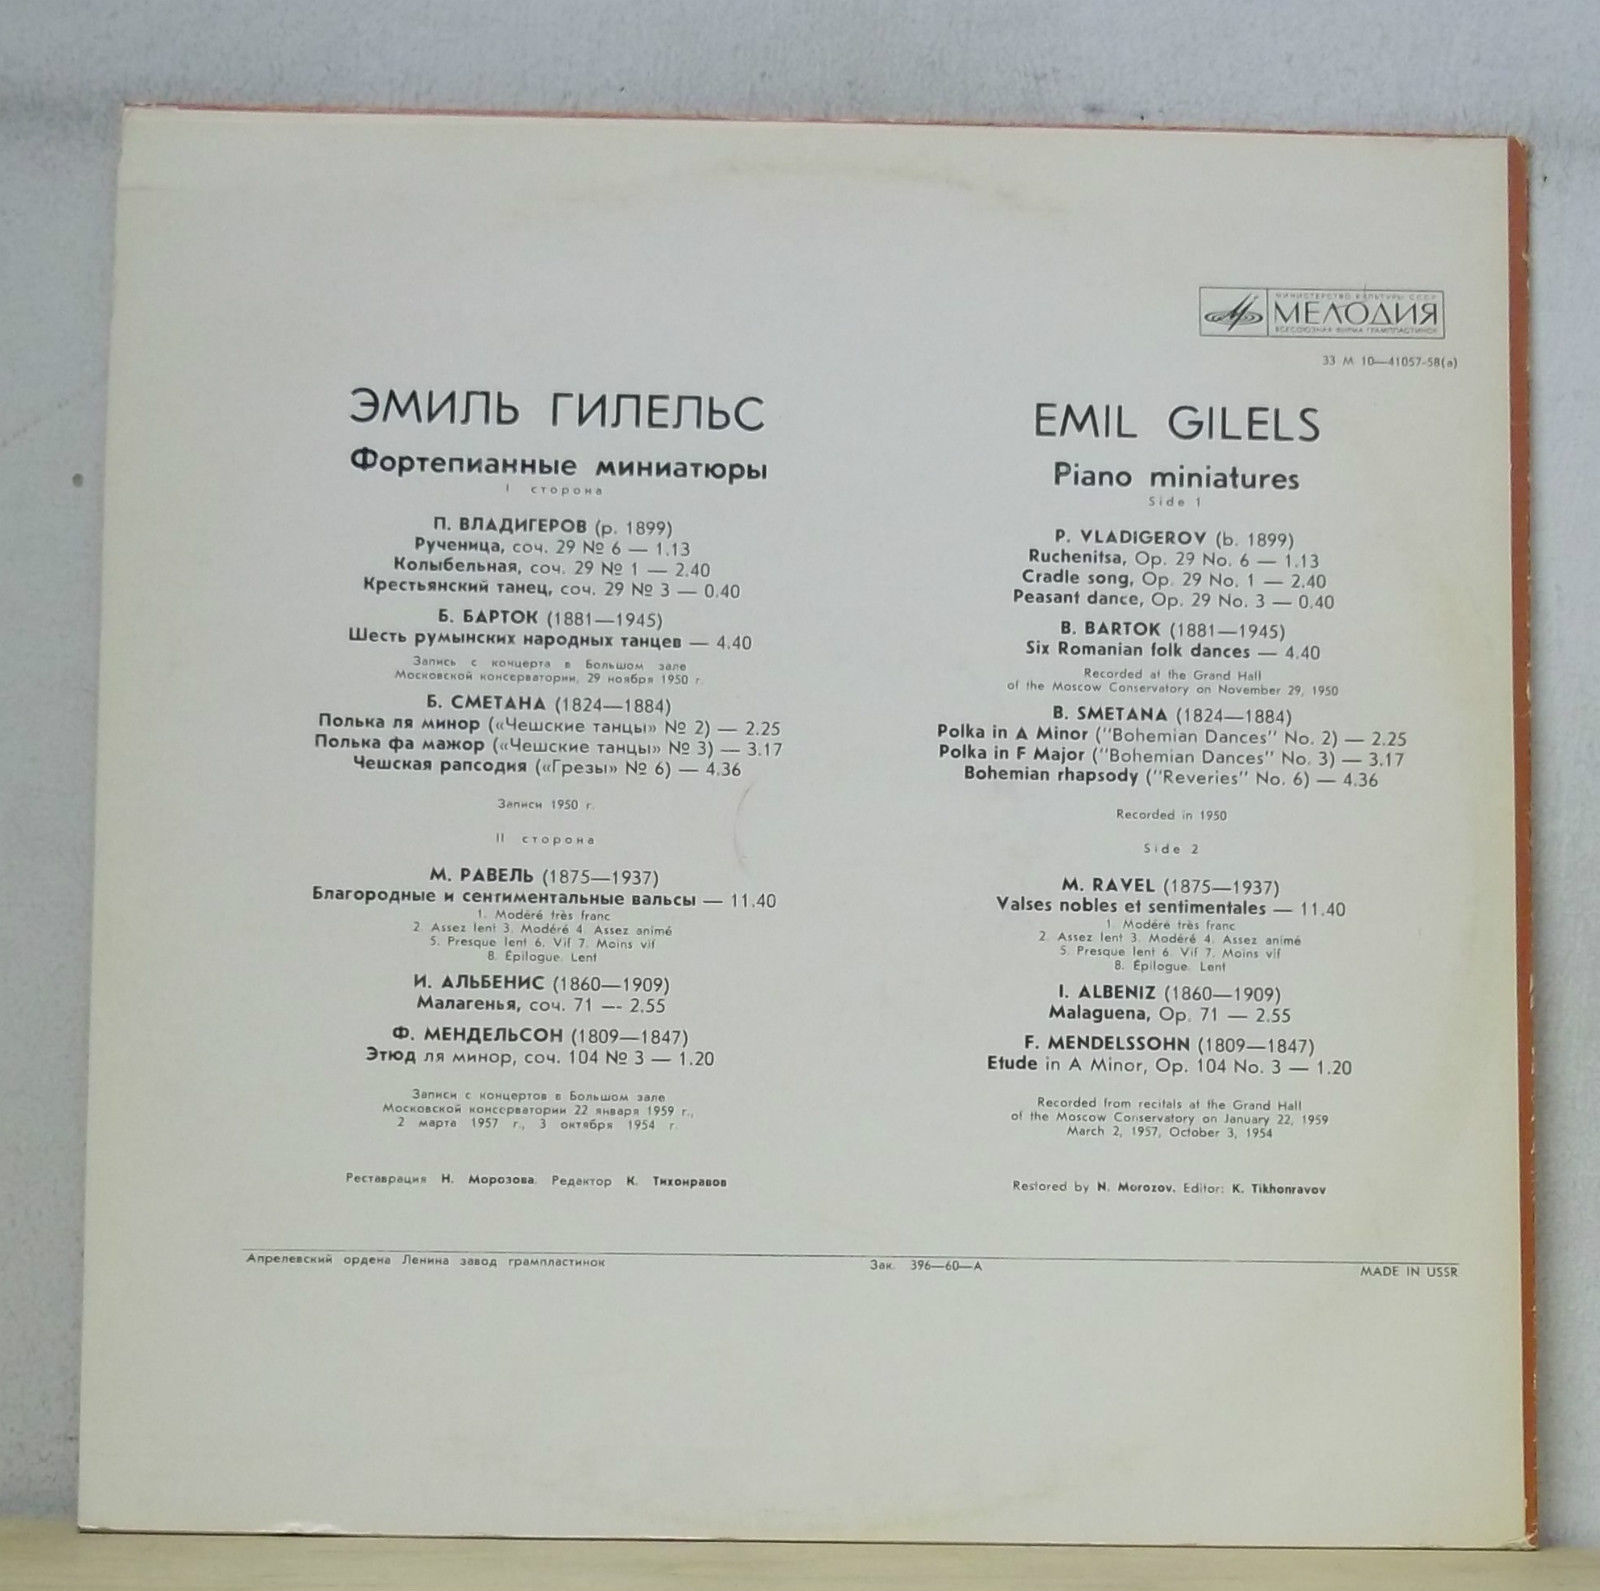 МИНИСТЕРСТВО КУЛЬТУРЫ СССР
МЕЛОДИЯ
ВСЕСОЮЗНАЯ ФИРМА ГРАМПЛАСТИНОК
33 М 10—41057-58(а)
ЭМИЛЬ ГИЛЕЛЬС
Фортепианные миниатюры
I сторона
П. ВЛАДИГЕРОВ (р. 1899)
Рученица, соч. 29 № 6 — 1.13
Колыбельная, соч. 29 № 1 — 2.40
Крестьянский танец, соч. 29 № 3 — 0.40
Б. БАРТОК (1881—1945)
Шесть румынских народных танцев — 4.40
Запись с концерта в Большом зале
Московской консерватории, 29 ноября 1950 г.
Б. СМЕТАНА (1824—1884)
Полька ля минор («Чешские танцы» № 2) — 2.25
Полька фа мажор («Чешские танцы» № 3) — 3.17
Чешская рапсодия («Грезы» № 6) — 4.36
Записи 1950 г.
II сторона
М. РАВЕЛЬ (1875—1937)
Благородные и сентиментальные вальсы — 11.40
1. Modéré très franc
2. Assez lent 3. Modéré 4. Assez animé
5. Presque lent 6. Vif 7. Moins vif
8. Épilogue. Lent
И. АЛЬБЕНИС (1860—1909)
Малагенья, соч. 71 — 2.55
Ф. МЕНДЕЛЬСОН (1809—1847)
Этюд ля минор, соч. 104 № 3 — 1.20
Записи с концертов в Большом зале
Московской консерватории 22 января 1959 г.,
2 марта 1957 г., 3 октября 1954 г.
Реставрация Н. Морозова. Редактор К. Тихонравов
EMIL GILELS
Piano miniatures
Side 1
P. VLADIGEROV (b. 1899)
Ruchenitsa, Op. 29 No. 6 — 1.13
Cradle song, Op. 29 No. 1 — 2.40
Peasant dance, Op. 29 No. 3 — 0.40
B. BARTOK (1881—1945)
Six Romanian folk dances — 4.40
Recorded at the Grand Hall
of the Moscow Conservatory on November 29, 1950
B. SMETANA (1824—1884)
Polka in A Minor ("Bohemian Dances" No. 2) — 2.25
Polka in F Major ("Bohemian Dances" No. 3) — 3.17
Bohemian rhapsody ("Reveries" No. 6) — 4.36
Recorded in 1950
Side 2
M. RAVEL (1875—1937)
Valses nobles et sentimentales — 11.40
1. Modéré très franc
2. Assez lent 3. Modéré 4. Assez animé
5. Presque lent 6. Vif 7. Moins vif
8. Épilogue. Lent
I. ALBENIZ (1860—1909)
Malaguena, Op. 71 — 2.55
F. MENDELSSOHN (1809—1847)
Etude in A Minor, Op. 104 No. 3 — 1.20
Recorded from recitals at the Grand Hall
of the Moscow Conservatory on January 22, 1959
March 2, 1957, October 3, 1954
Restored by N. Morozov. Editor: K. Tikhonravov
Апрелевский ордена Ленина завод грампластинок
Зак. 396—60—А
MADE IN USSR